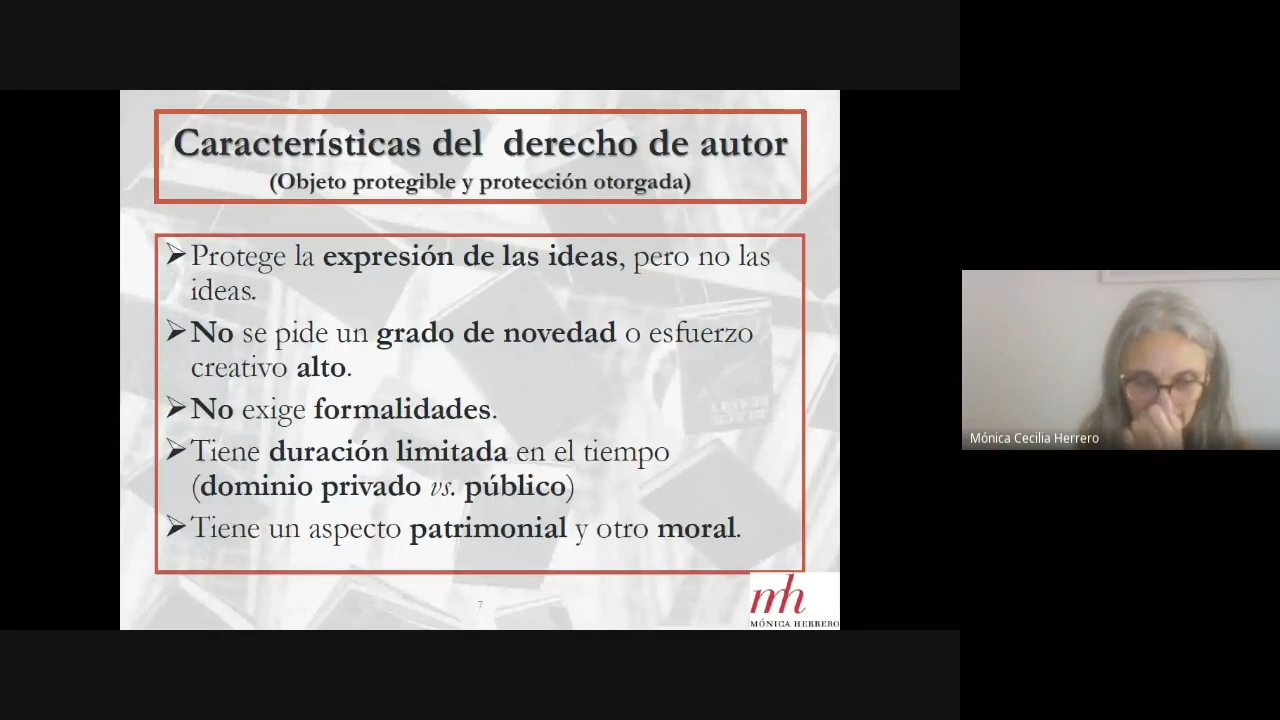 Características del  derecho de autor
(Objeto protegible y protección otorgada)
➢Protege la expresión de las ideas, pero no las
ideas.
➢No se pide un grado de novedad o esfuerzo
creativo alto.
➢No exige formalidades.
➢Tiene duración limitada en el tiempo
(dominio privado vs. público)
➢Tiene un aspecto patrimonial y otro moral.
7
mh
MÓNICA HERRERO
Mónica Cecilia Herrero